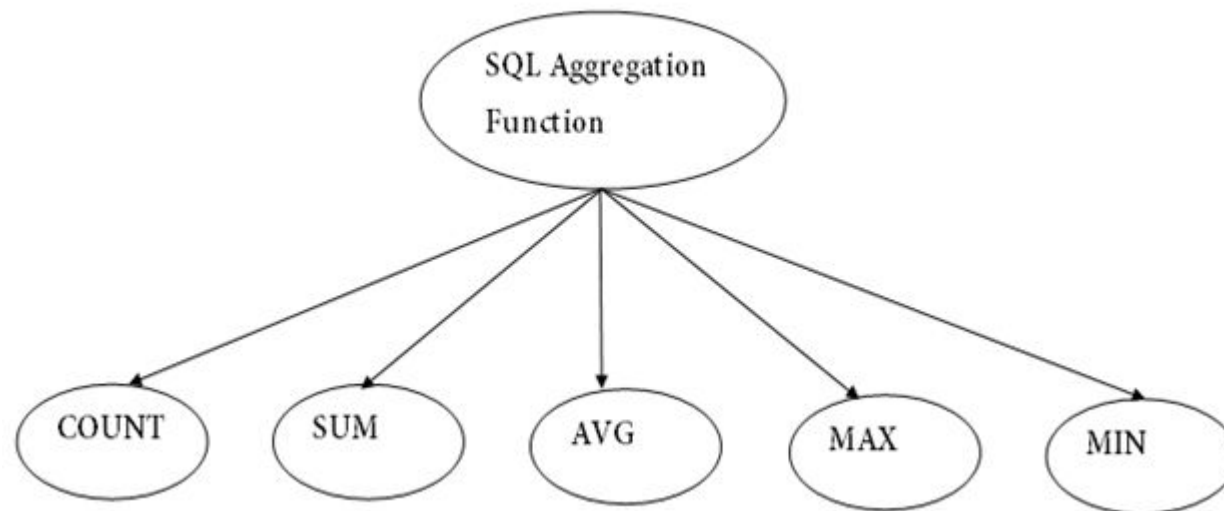 SQL Aggregation
Function
COUNT
SUM
AVG
MAX
MIN